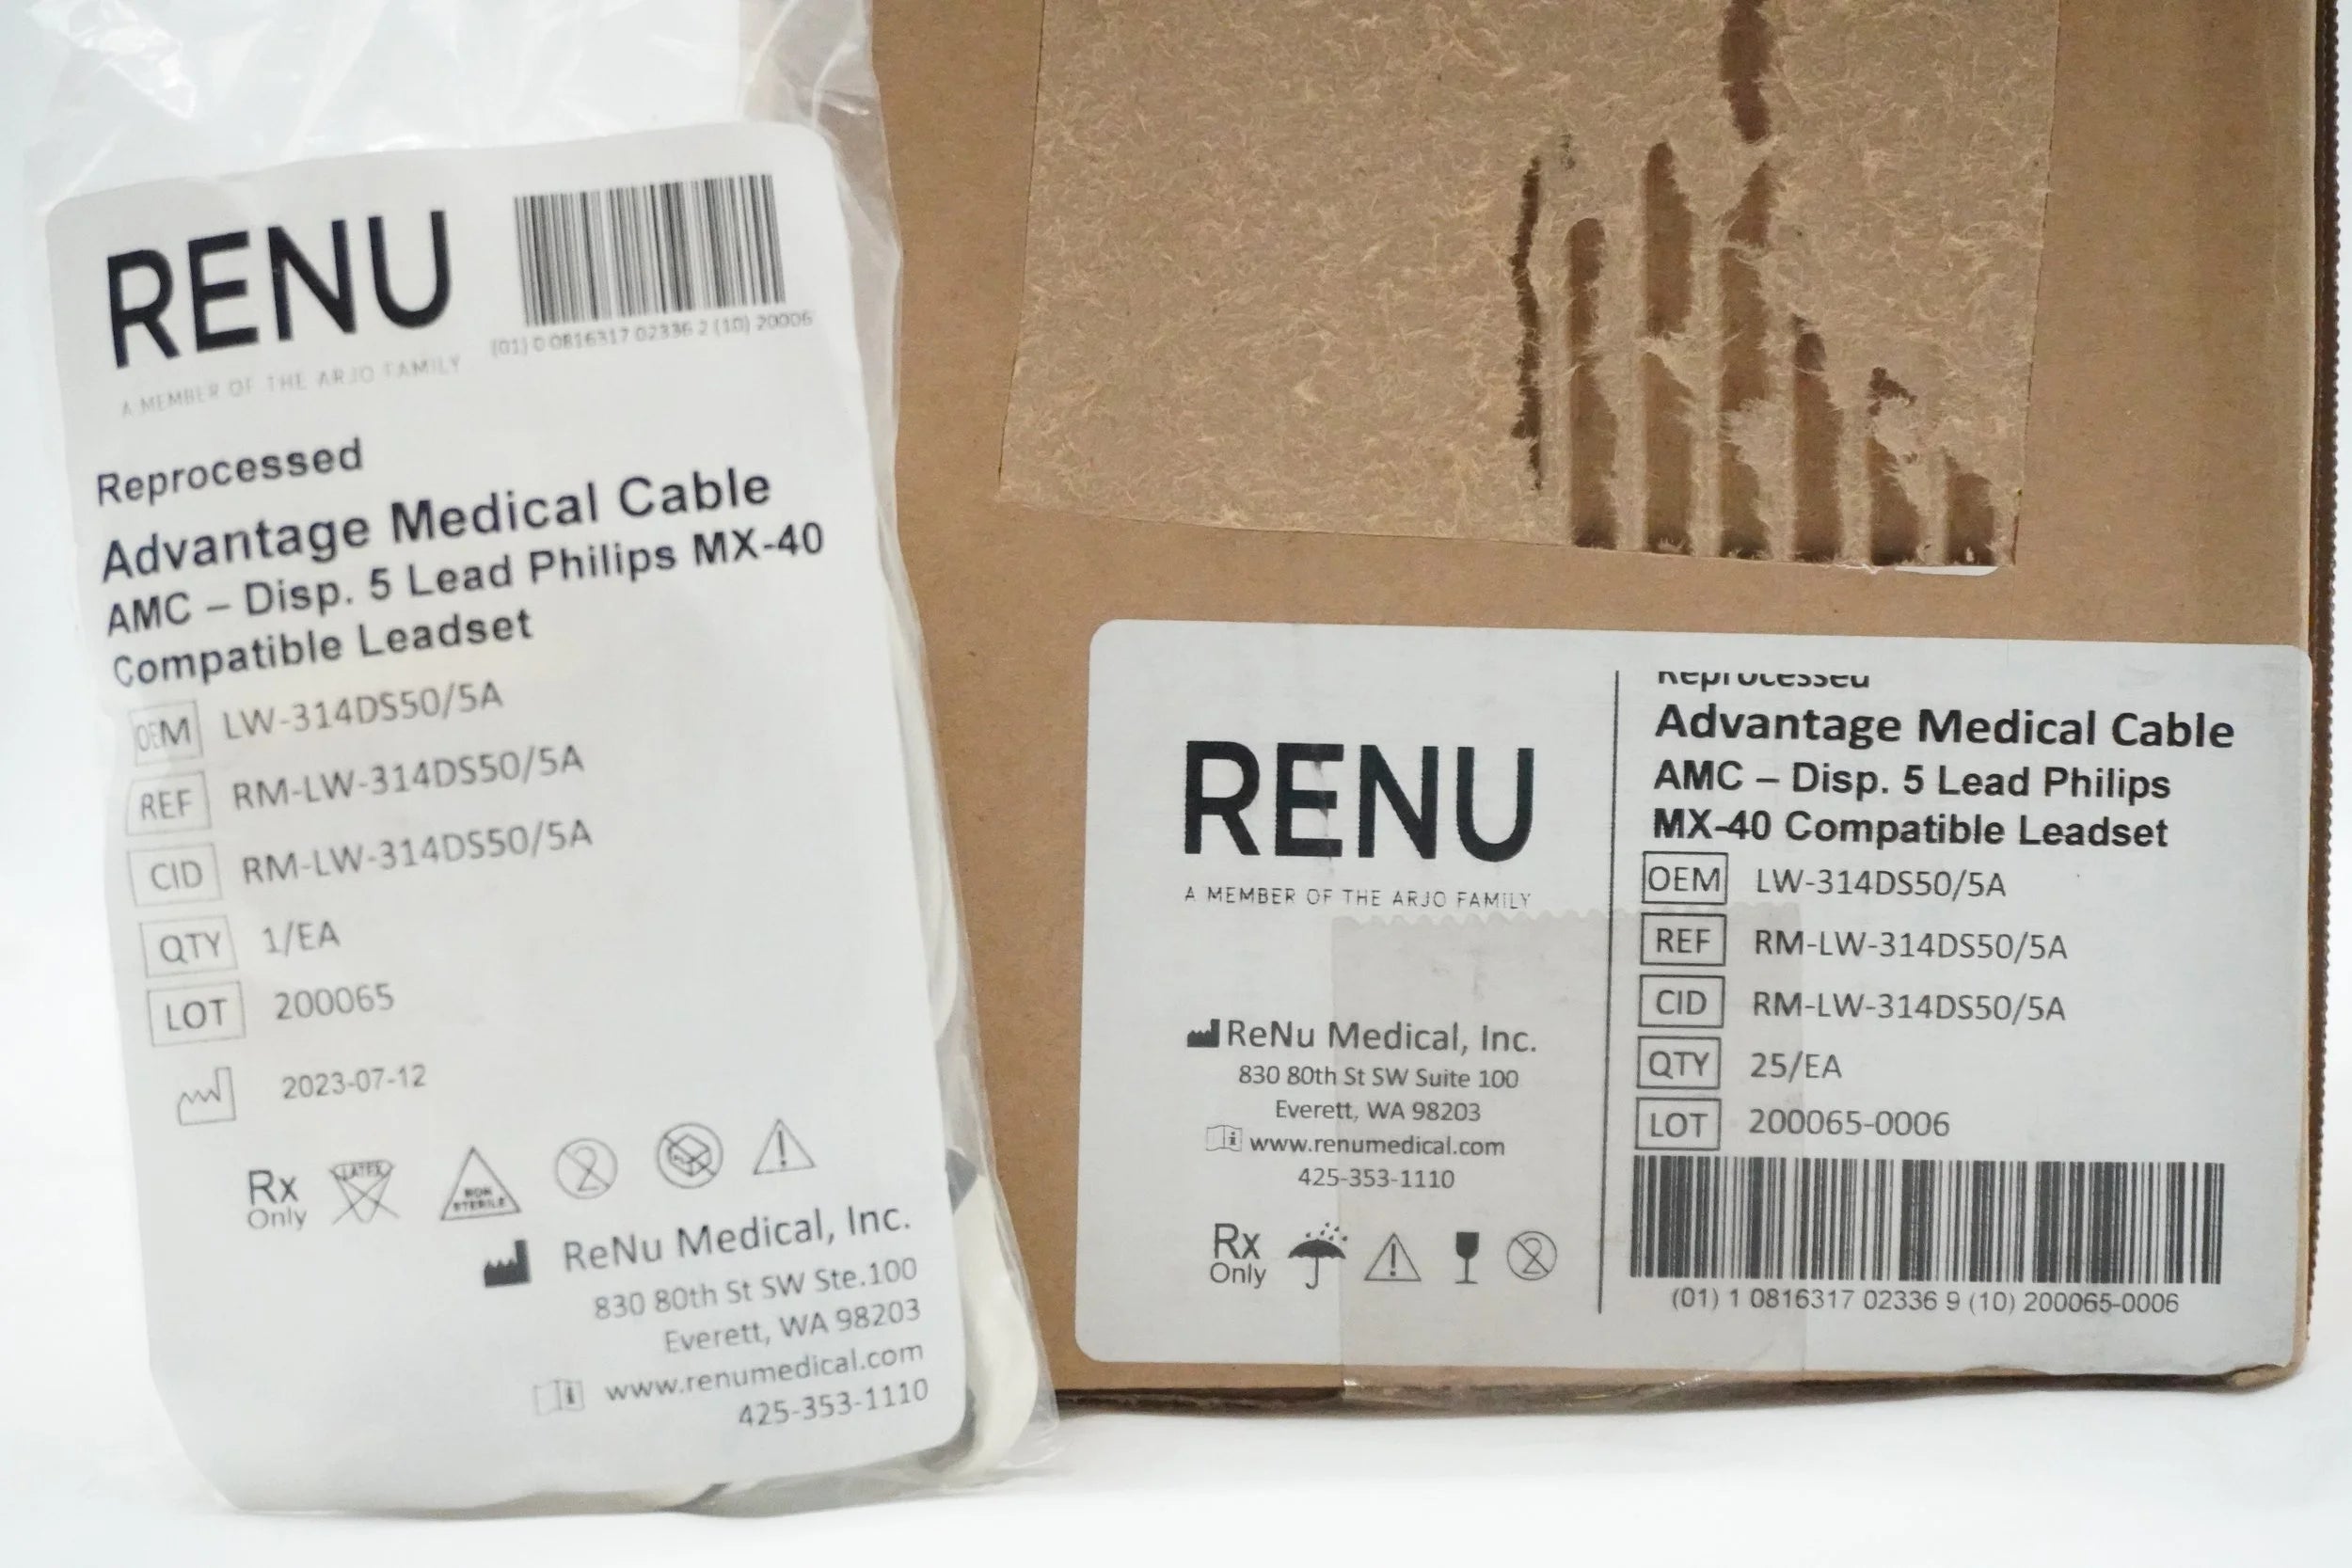 RENU
A MEMBER OF THE ARJO FAMILY
(01) 0 0816317 02336 2 (10) 20006
Reprocessed
Advantage Medical Cable
AMC – Disp. 5 Lead Philips MX-40
Compatible Leadset
OEM LW-314DS50/5A
REF RM-LW-314DS50/5A
CID RM-LW-314DS50/5A
QTY 1/EA
LOT 200065
2023-07-12
Rx
Only
LATEX
NON
STERILE
2
ReNu Medical, Inc.
830 80th St SW Ste.100
Everett, WA 98203
i www.renumedical.com
425-353-1110
RENU
A MEMBER OF THE ARJO FAMILY
ReNu Medical, Inc.
830 80th St SW Suite 100
Everett, WA 98203
i www.renumedical.com
425-353-1110
Rx
Only
2
Reprocessed
Advantage Medical Cable
AMC – Disp. 5 Lead Philips
MX-40 Compatible Leadset
OEM LW-314DS50/5A
REF RM-LW-314DS50/5A
CID RM-LW-314DS50/5A
QTY 25/EA
LOT 200065-0006
(01) 1 0816317 02336 9 (10) 200065-0006